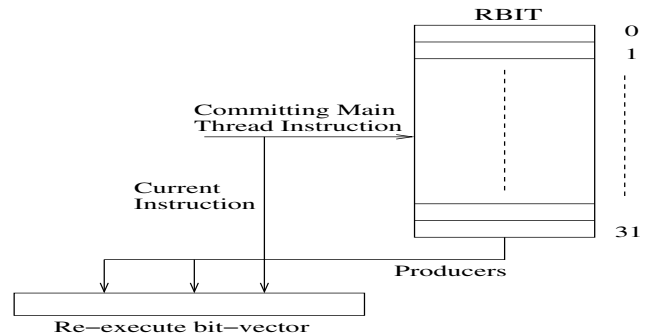 RBIT
0
1
Committing Main
Thread Instruction
Current
Instruction
31
Producers
Re-execute bit-vector